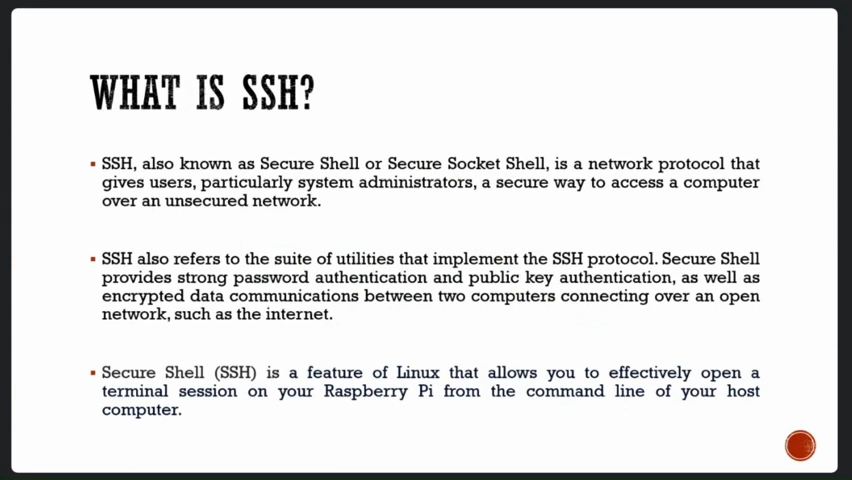 WHAT IS SSH?
SSH, also known as Secure Shell or Secure Socket Shell, is a network protocol that
gives users, particularly system administrators, a secure way to access a computer
over an unsecured network.
SSH also refers to the suite of utilities that implement the SSH protocol. Secure Shell
provides strong password authentication and public key authentication, as well as
encrypted data communications between two computers connecting over an open
network, such as the internet.
Secure Shell (SSH) is a feature of Linux that allows you to effectively open a
terminal session on your Raspberry Pi from the command line of your host
computer.